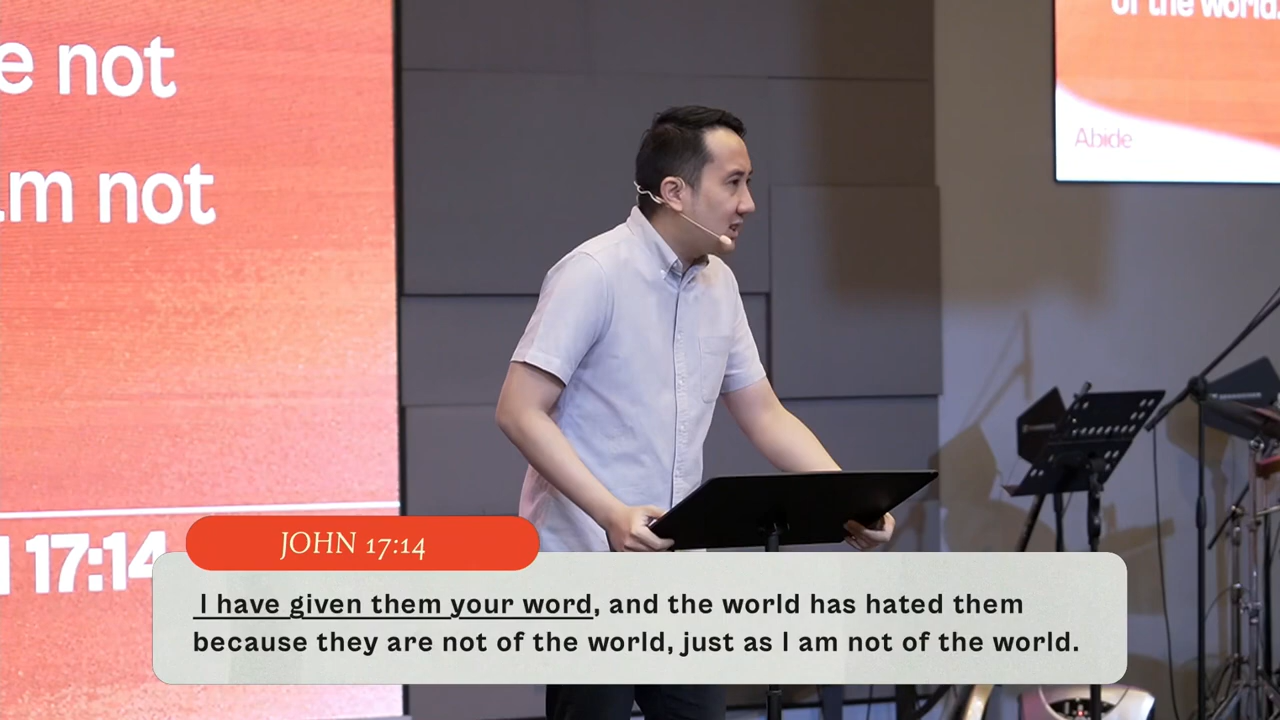 e not
am not
17:14
of the world.
Abide
JOHN 17:14
I have given them your word, and the world has hated them
because they are not of the world, just as I am not of the world.